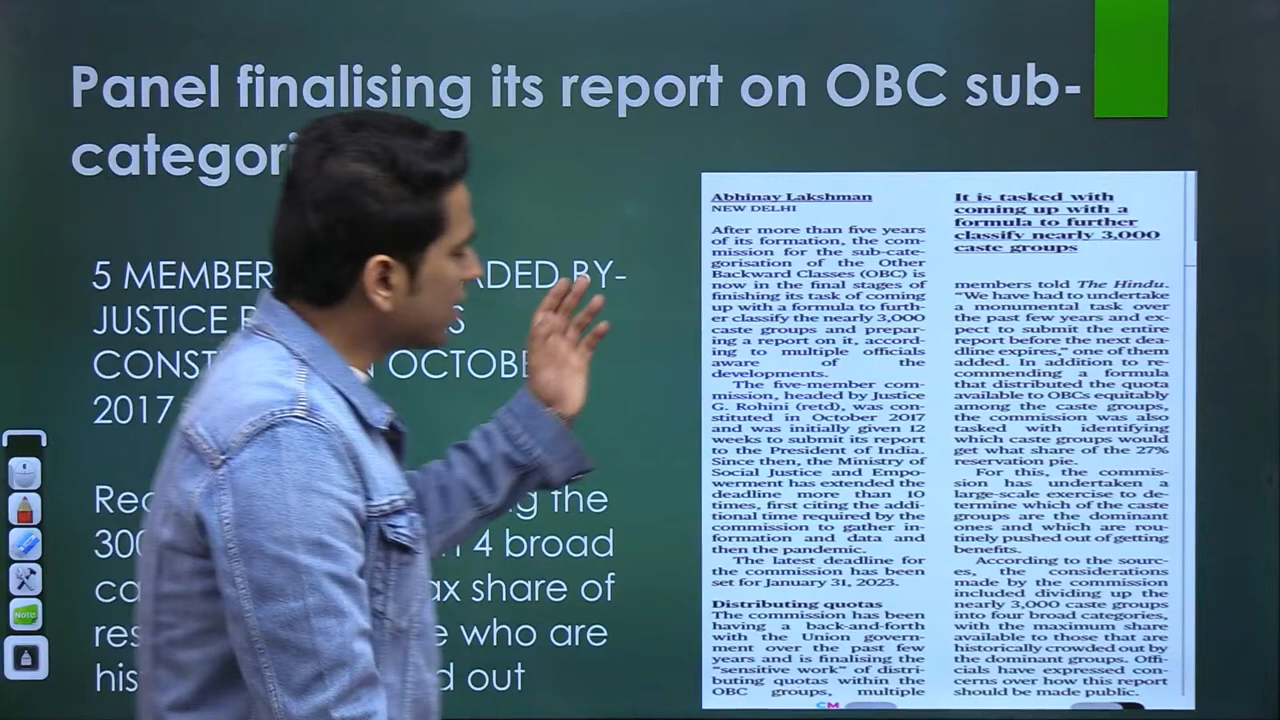 Panel finalising its report on OBC sub-
5 MEMBER BY-
JUSTICE
OCTOBE
2017
the
4 broad
share of
who are
out
Abhinay Lakshman
NEW DELHI
After more than five years
of its formation, the com-
mission for the sub-cate-
gorisation of the Other
Backward Classes (OBC) is
now in the final stages of
finishing its task of coming
up with a formula to furth-
er classify the nearly 3,000
caste groups and prepar-
ing a report on it, accord-
ing to multiple officials
aware of the
developments.
The five-member com-
mission, headed by Justice
G. Rohini (retd), was con-
stituted in October 2017
and was initially given 12
weeks to submit its report
to the President of India.
Since then, the Ministry of
Social Justice and Empo-
werment has extended the
deadline more than 10
times, first citing the addi-
tional time required by the
commission to gather in-
formation and data and
then the pandemic.
The latest deadline for
the commission has been
set for January 31, 2023.
Distributing quotas
The commission has been
having a back-and-forth
with the Union govern-
ment over the past few
years and is finalising the
"sensitive work" of distri-
buting quotas within the
OBC groups, multiple
It is tasked with
coming up with a
formula to further
classify nearly 3,000
caste groups
members told The Hindu.
"We have had to undertake
a monumental task over
the past few years and ex-
pect to submit the entire
report before the next dea-
dline expires," one of them
added. In addition to re-
commending a formula
that distributed the quota
available to OBCs equitably
among the caste groups,
the commission was also
tasked with identifying
which caste groups would
get what share of the 27%
reservation pie.
For this, the commis-
sion has undertaken a
large-scale exercise to de-
termine which of the caste
groups are the dominant
ones and which are rou-
tinely pushed out of getting
benefits.
According to the sourc-
es, the considerations
made by the commission
included dividing up the
nearly 3,000 caste groups
into four broad categories,
with the maximum share
available to those that are
historically crowded out by
the dominant groups. Offi-
cials have expressed con-
cerns over how this report
should be made public.
CM
Note